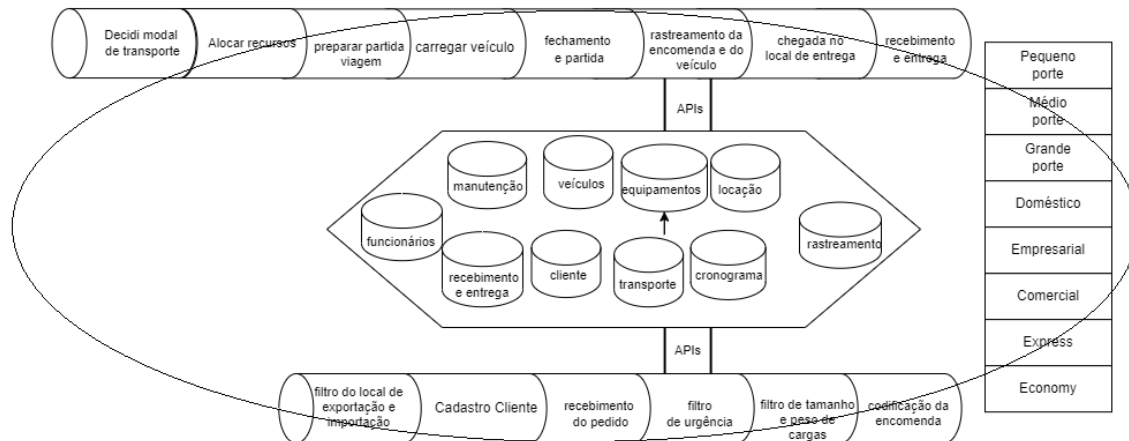 Decidi modal
de transporte
Alocar recursos
preparar partida
viagem
carregar veículo
fechamento
e partida
rastreamento da
encomenda e do
veículo
chegada no
local de entrega
recebimento
e entrega
Pequeno
porte
Médio
porte
Grande
porte
Doméstico
Empresarial
Comercial
Express
Economy
APIs
manutenção
veículos
equipamentos
locação
funcionários
rastreamento
recebimento
e entrega
cliente
transporte
cronograma
APIs
filtro do local de
exportação e
importação
Cadastro Cliente
recebimento
do pedido
filtro
de urgência
filtro de tamanho
e peso de
cargas
codificação da
encomenda